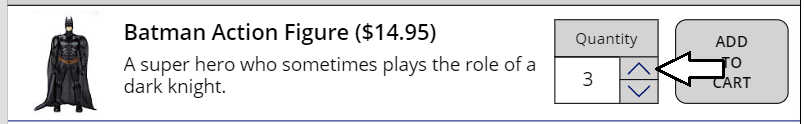 Batman Action Figure ($14.95)
A super hero who sometimes plays the role of a
dark knight.
Quantity
3
ADD
TO
CART